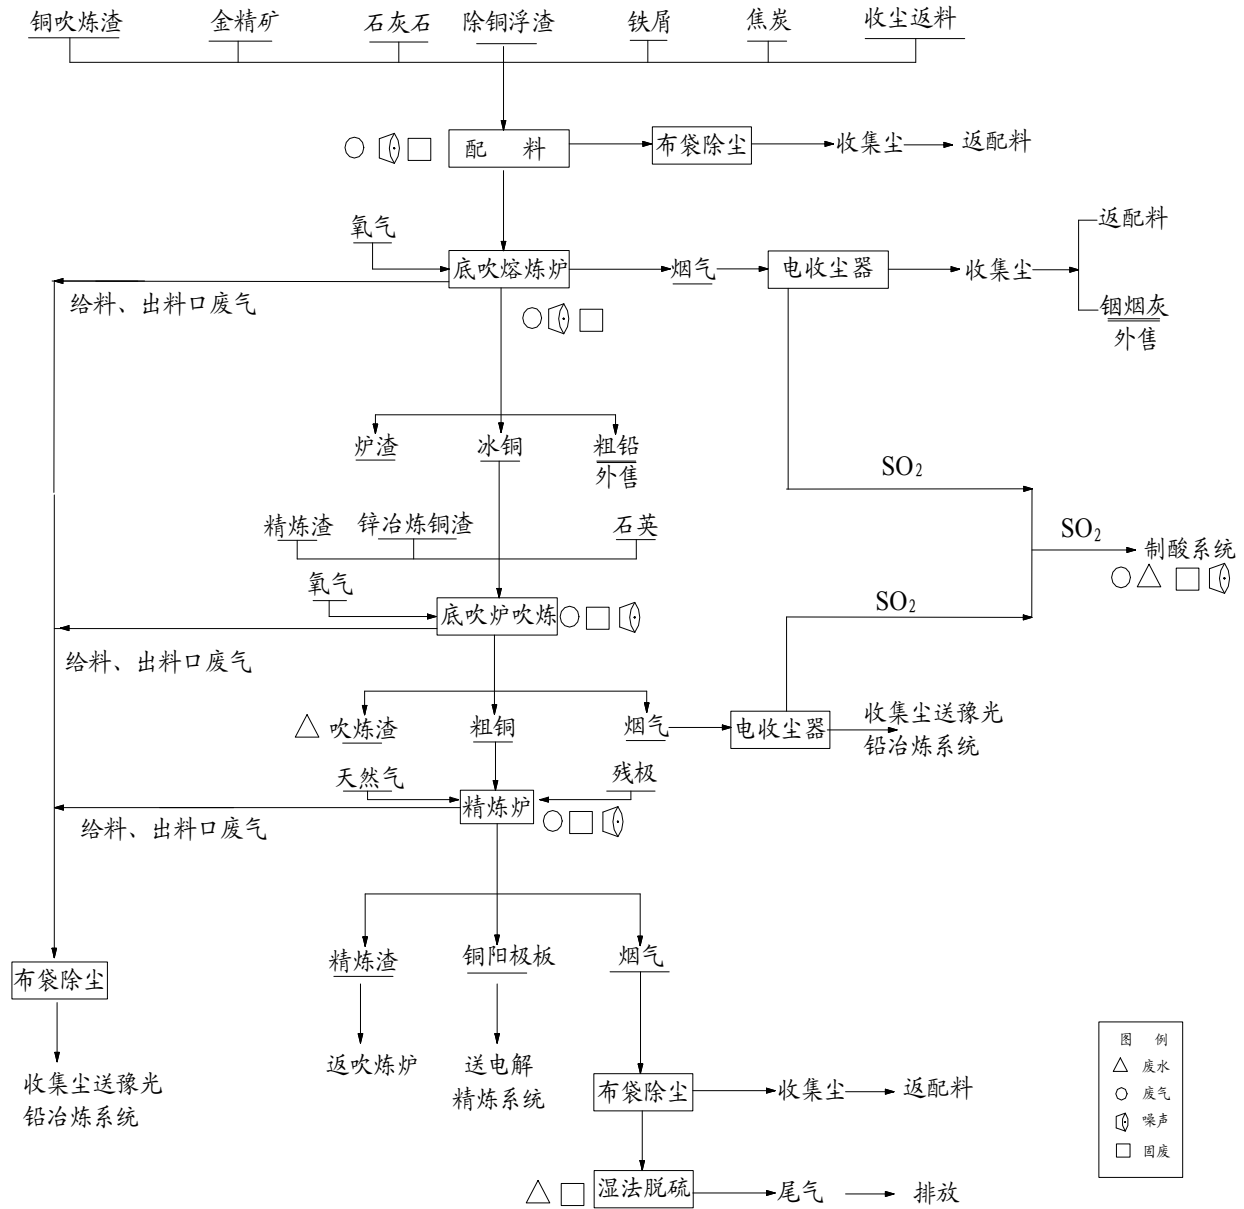 铜吹炼渣
金精矿
石灰石
除铜浮渣
铁屑
焦炭
收尘返料
配 料
布袋除尘
收集尘
返配料
氧气
底吹熔炼炉
烟气
电收尘器
收集尘
返配料
铟烟灰
外售
给料、出料口废气
炉渣
冰铜
粗铅
外售
SO2
精炼渣
锌冶炼铜渣
石英
SO2
制酸系统
氧气
底吹炉吹炼
SO2
给料、出料口废气
吹炼渣
粗铜
烟气
电收尘器
收集尘送豫光
铅冶炼系统
天然气
残极
精炼炉
给料、出料口废气
精炼渣
铜阳极板
烟气
布袋除尘
返吹炼炉
送电解
精炼系统
收集尘送豫光
铅冶炼系统
布袋除尘
收集尘
返配料
湿法脱硫
尾气
排放
图 例
废水
废气
噪声
固废